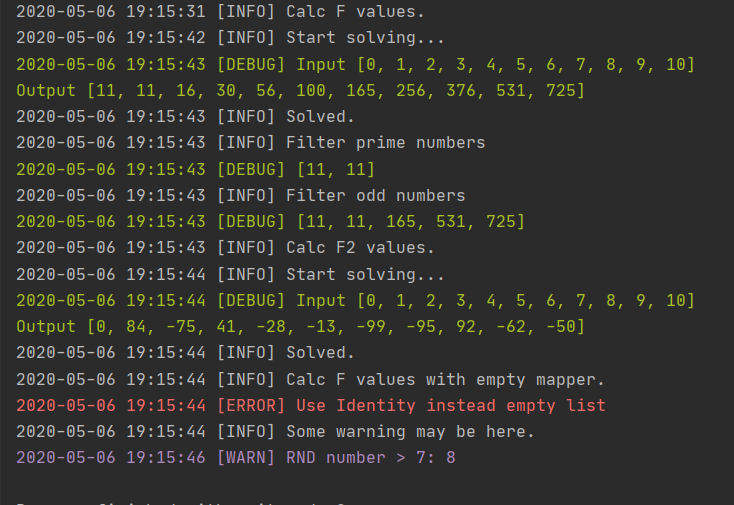 2020-05-06 19:15:31 [INFO] Calc F values.
2020-05-06 19:15:42 [INFO] Start solving...
2020-05-06 19:15:43 [DEBUG] Input [0, 1, 2, 3, 4, 5, 6, 7, 8, 9, 10]
Output [11, 11, 16, 30, 56, 100, 165, 256, 376, 531, 725]
2020-05-06 19:15:43 [INFO] Solved.
2020-05-06 19:15:43 [INFO] Filter prime numbers
2020-05-06 19:15:43 [DEBUG] [11, 11]
2020-05-06 19:15:43 [INFO] Filter odd numbers
2020-05-06 19:15:43 [DEBUG] [11, 11, 165, 531, 725]
2020-05-06 19:15:43 [INFO] Calc F2 values.
2020-05-06 19:15:44 [INFO] Start solving...
2020-05-06 19:15:44 [DEBUG] Input [0, 1, 2, 3, 4, 5, 6, 7, 8, 9, 10]
Output [0, 84, -75, 41, -28, -13, -99, -95, 92, -62, -50]
2020-05-06 19:15:44 [INFO] Solved.
2020-05-06 19:15:44 [INFO] Calc F values with empty mapper.
2020-05-06 19:15:44 [ERROR] Use Identity instead empty list
2020-05-06 19:15:44 [INFO] Some warning may be here.
2020-05-06 19:15:46 [WARN] RND number > 7: 8